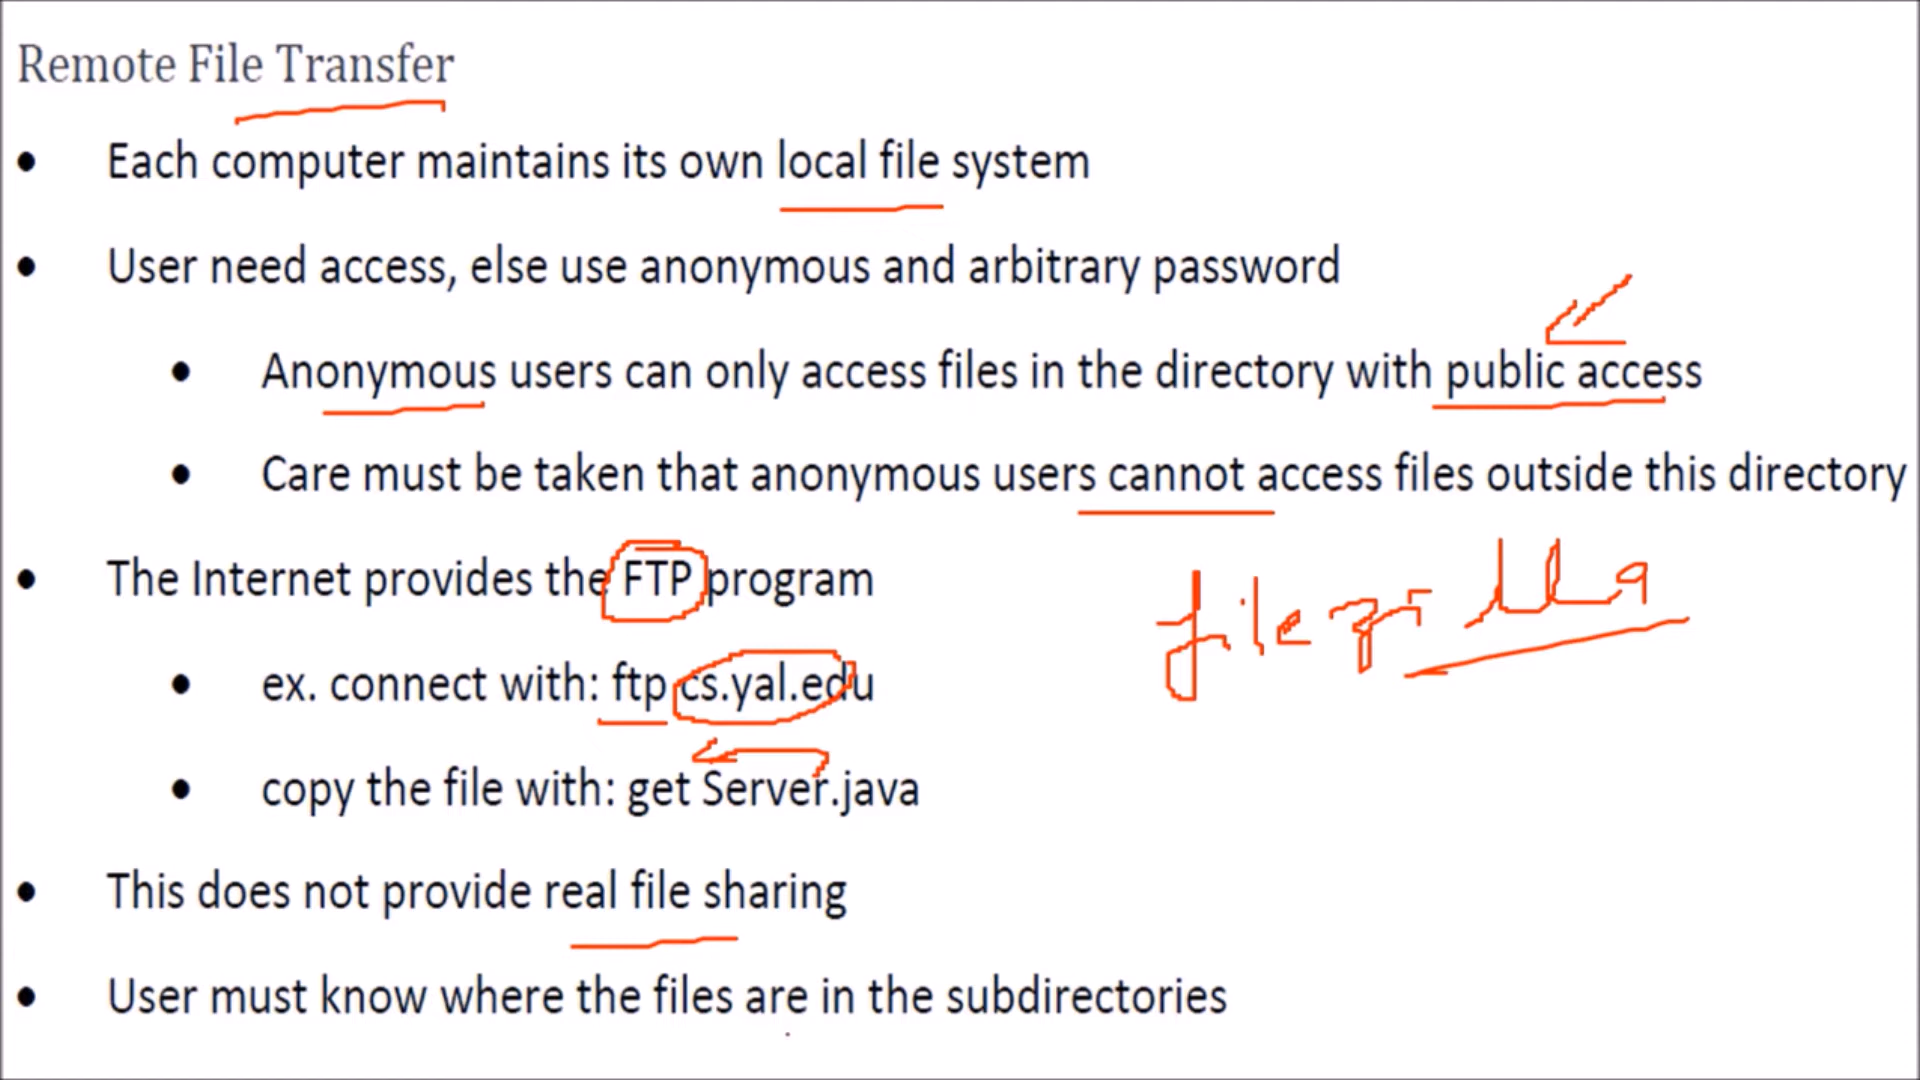 Remote File Transfer
• Each computer maintains its own local file system
• User need access, else use anonymous and arbitrary password
• Anonymous users can only access files in the directory with public access
• Care must be taken that anonymous users cannot access files outside this directory
• The Internet provides the FTP program
filezilla
• ex. connect with: ftp cs.yal.edu
• copy the file with: get Server.java
• This does not provide real file sharing
• User must know where the files are in the subdirectories